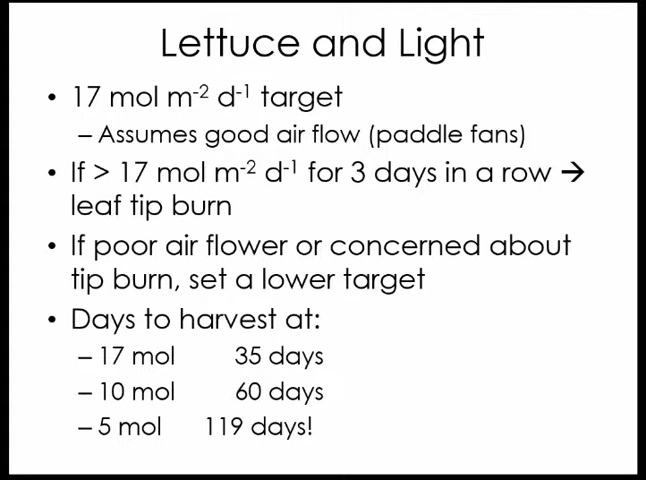 Lettuce and Light
• 17 mol m⁻² d⁻¹ target
– Assumes good air flow (paddle fans)
• If > 17 mol m⁻² d⁻¹ for 3 days in a row →
leaf tip burn
• If poor air flower or concerned about
tip burn, set a lower target
• Days to harvest at:
– 17 mol 35 days
– 10 mol 60 days
– 5 mol 119 days!